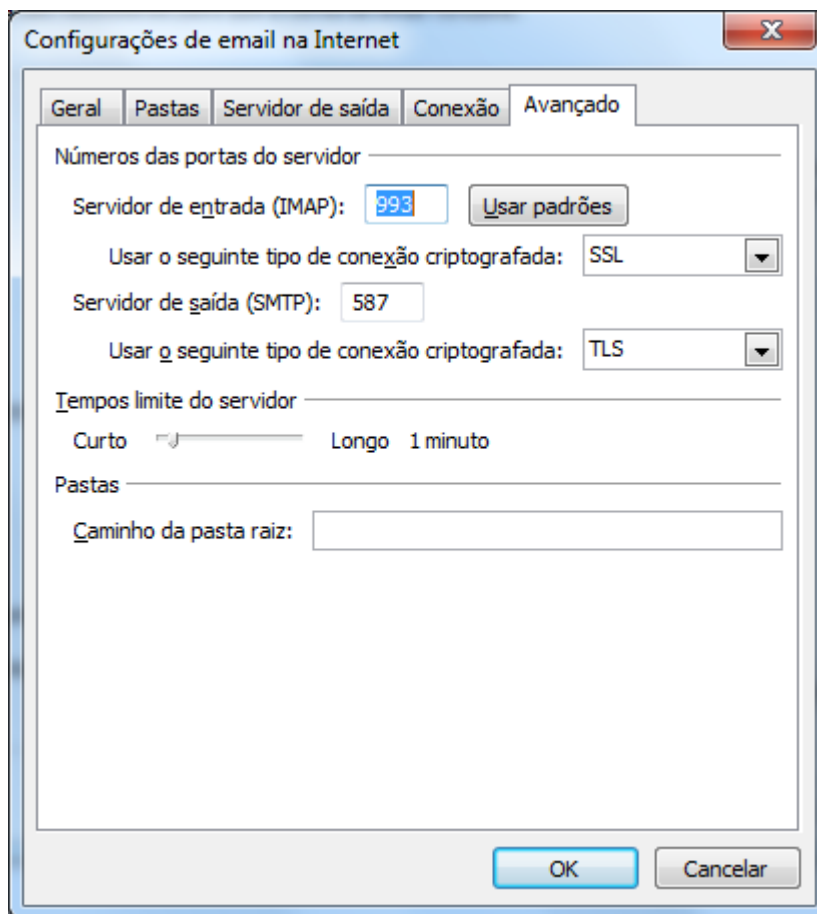 Configurações de email na Internet
Geral Pastas Servidor de saída Conexão Avançado
Números das portas do servidor
Servidor de entrada (IMAP): 993 Usar padrões
Usar o seguinte tipo de conexão criptografada: SSL
Servidor de saída (SMTP): 587
Usar o seguinte tipo de conexão criptografada: TLS
Tempos limite do servidor
Curto Longo 1 minuto
Pastas
Caminho da pasta raiz:
OK Cancelar